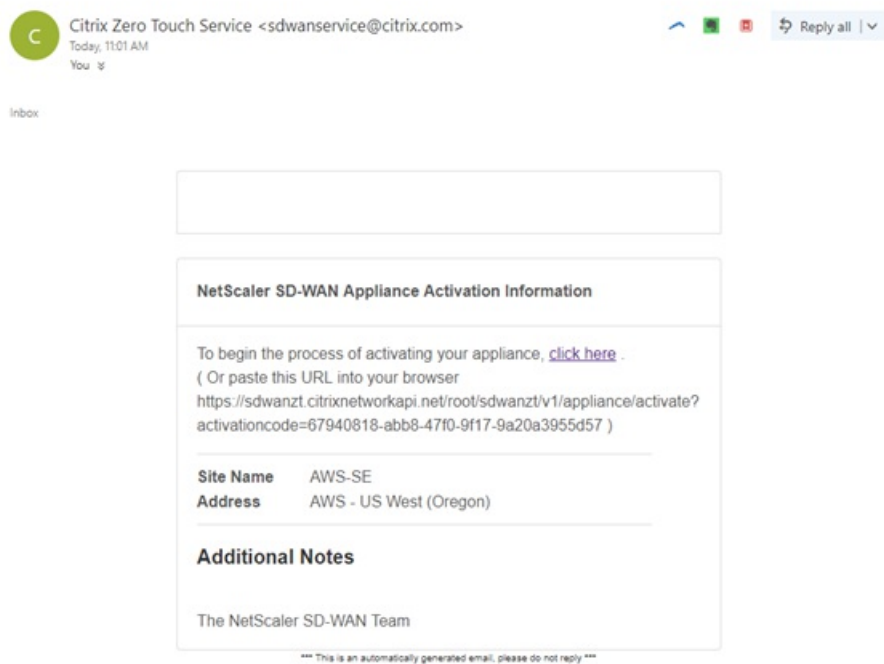 C
Citrix Zero Touch Service <sdwanservice@citrix.com>
Today, 11:01 AM
You
Reply all
Inbox
NetScaler SD-WAN Appliance Activation Information
To begin the process of activating your appliance, click here .
( Or paste this URL into your browser
https://sdwanzt.citrixnetworkapi.net/root/sdwanzt/v1/appliance/activate?
activationcode=67940818-abb8-47f0-9f17-9a20a3955d57 )
Site Name AWS-SE
Address AWS - US West (Oregon)
Additional Notes
The NetScaler SD-WAN Team
*** This is an automatically generated email, please do not reply ***